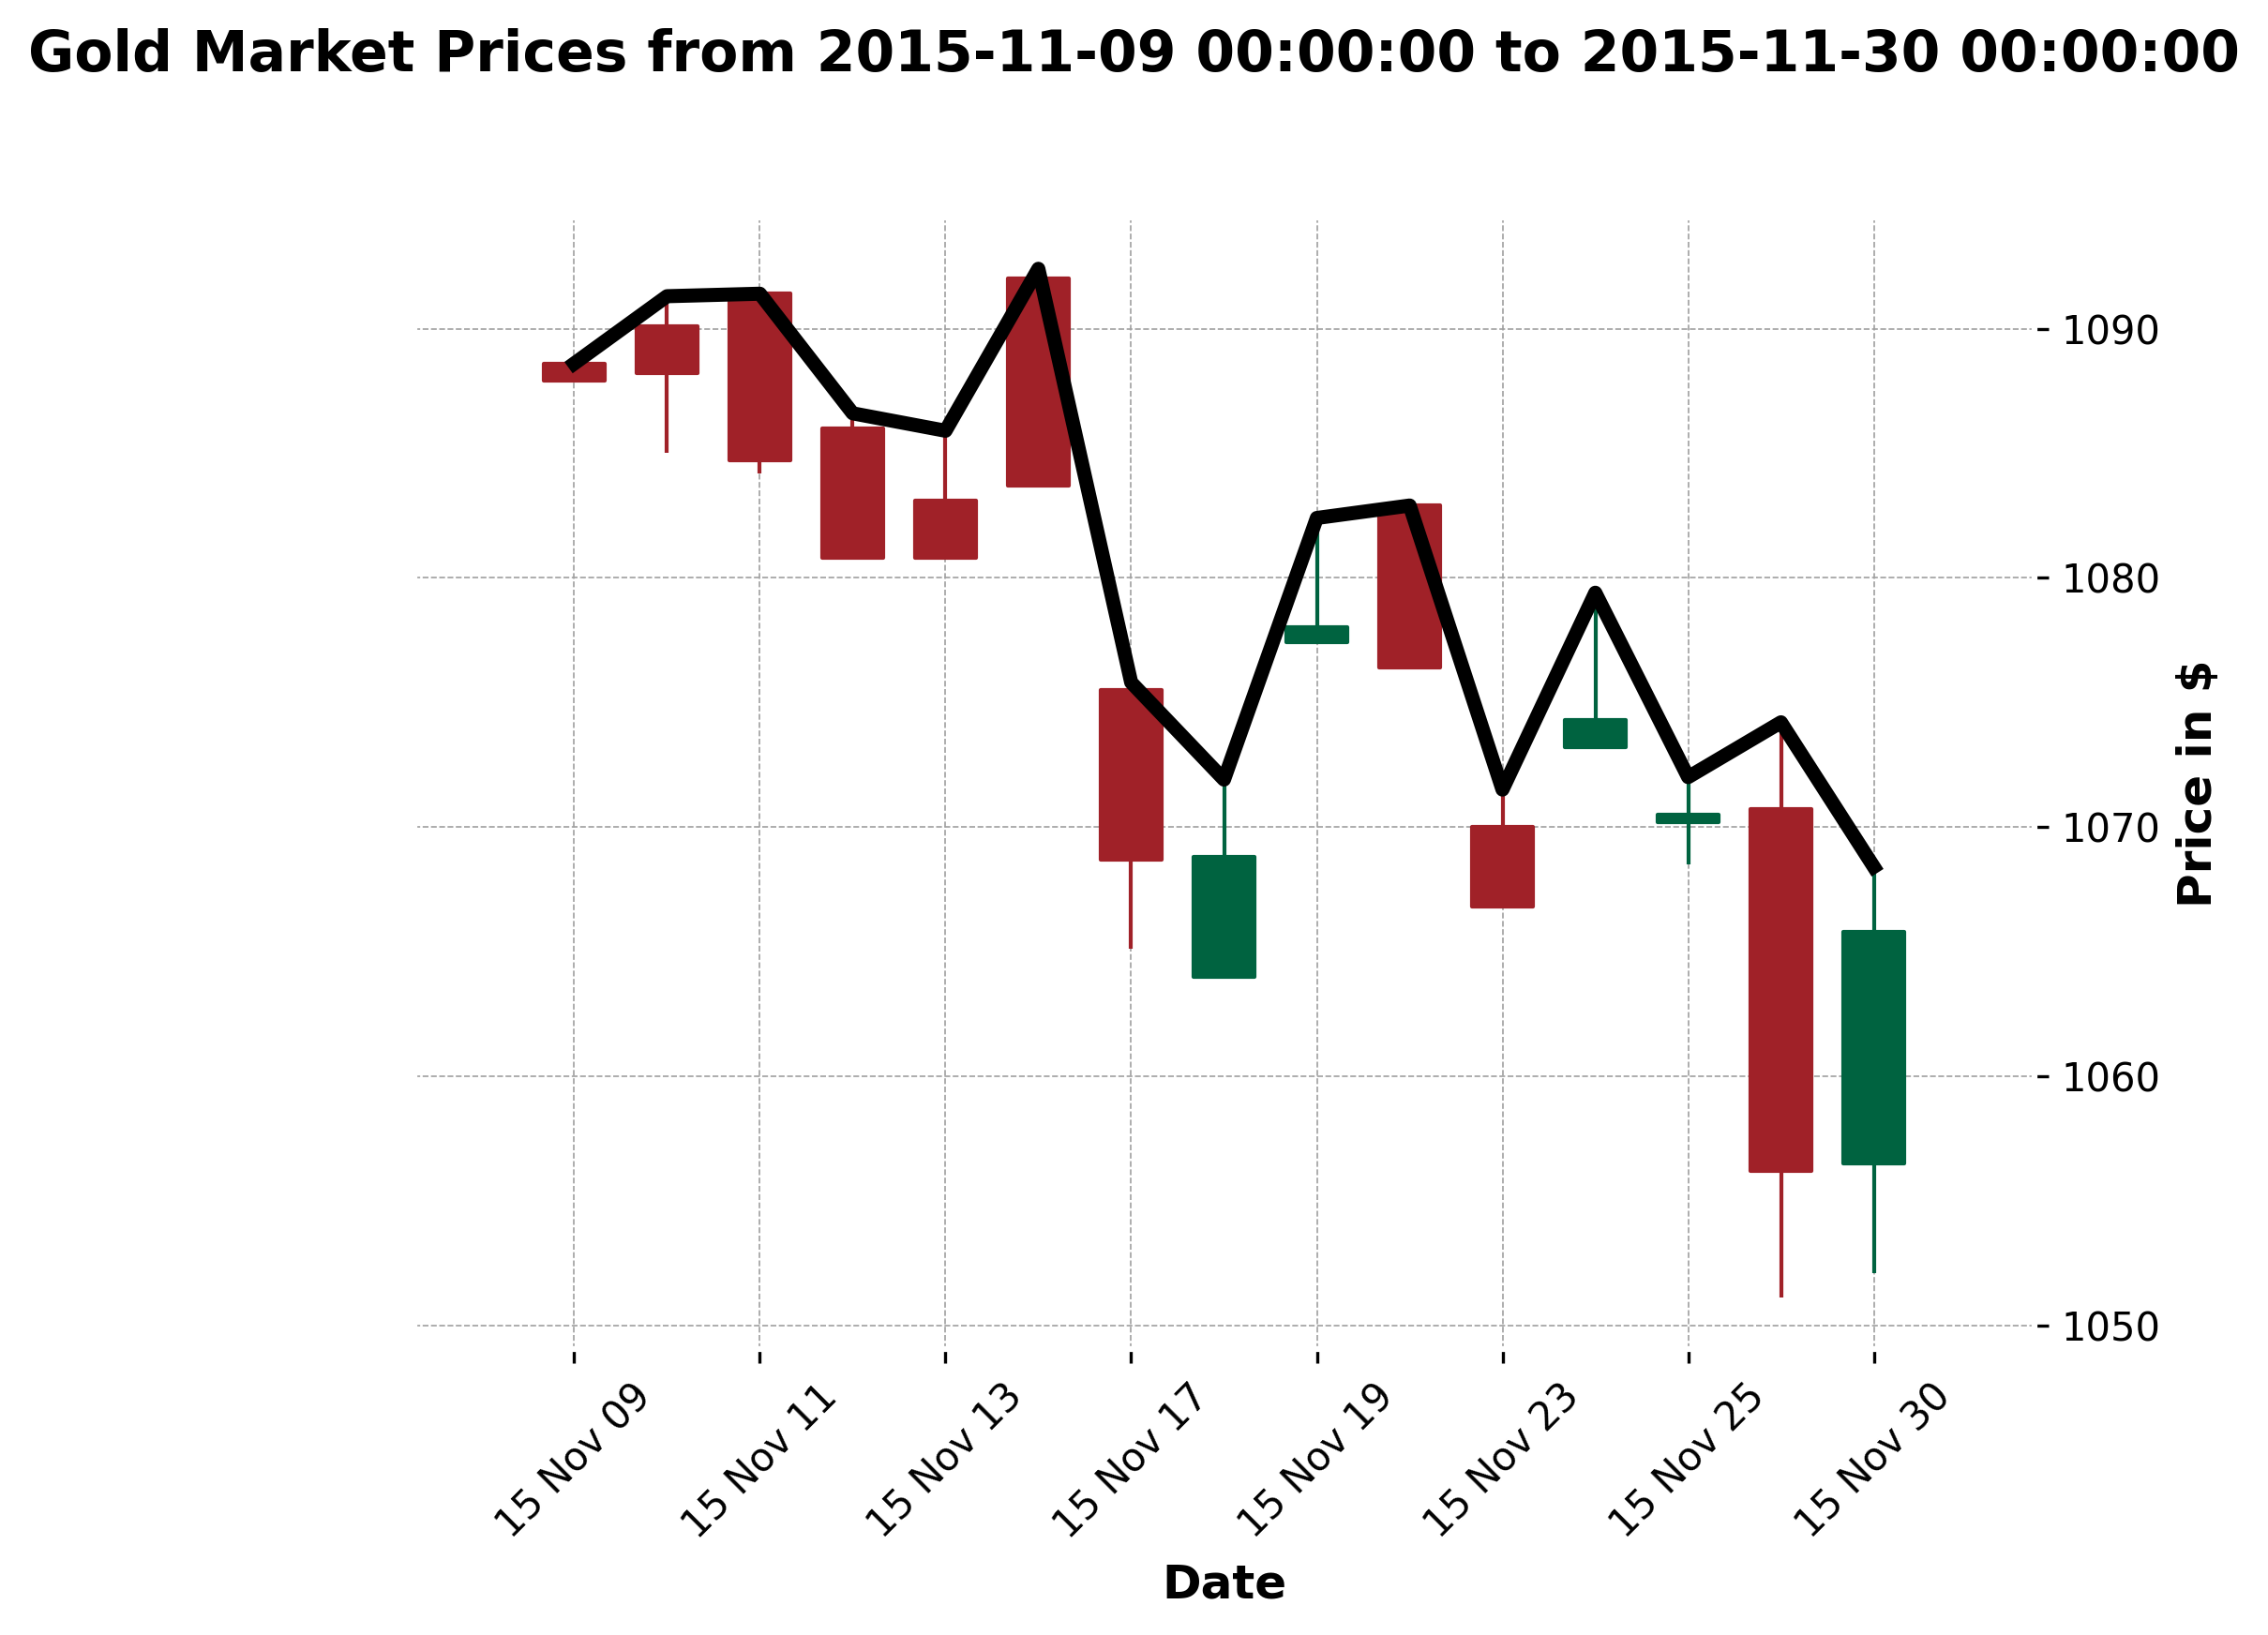 Gold Market Prices from 2015-11-09 00:00:00 to 2015-11-30 00:00:00
1090
1080
1070
1060
1050
Price in $
15 Nov 09
15 Nov 11
15 Nov 13
15 Nov 17
15 Nov 19
15 Nov 23
15 Nov 25
15 Nov 30
Date